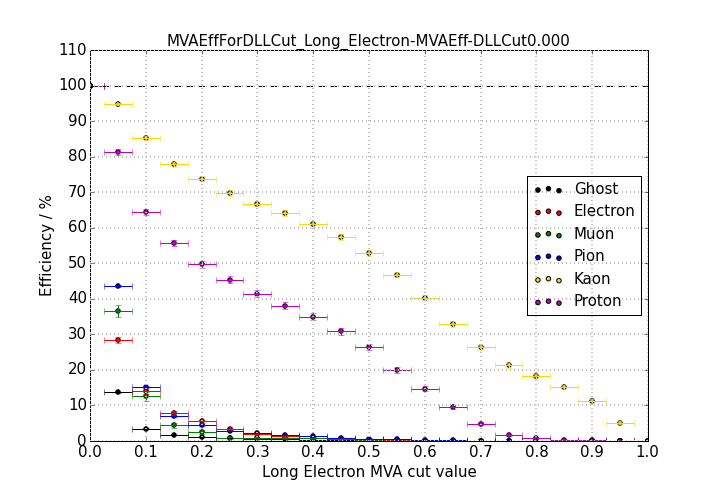 MVAEffForDLLCut_Long_Electron-MVAEff-DLLCut0.000
110
100
90
80
70
60
50
40
30
20
10
0
Efficiency / %
Ghost
Electron
Muon
Pion
Kaon
Proton
0.0 0.1 0.2 0.3 0.4 0.5 0.6 0.7 0.8 0.9 1.0
Long Electron MVA cut value